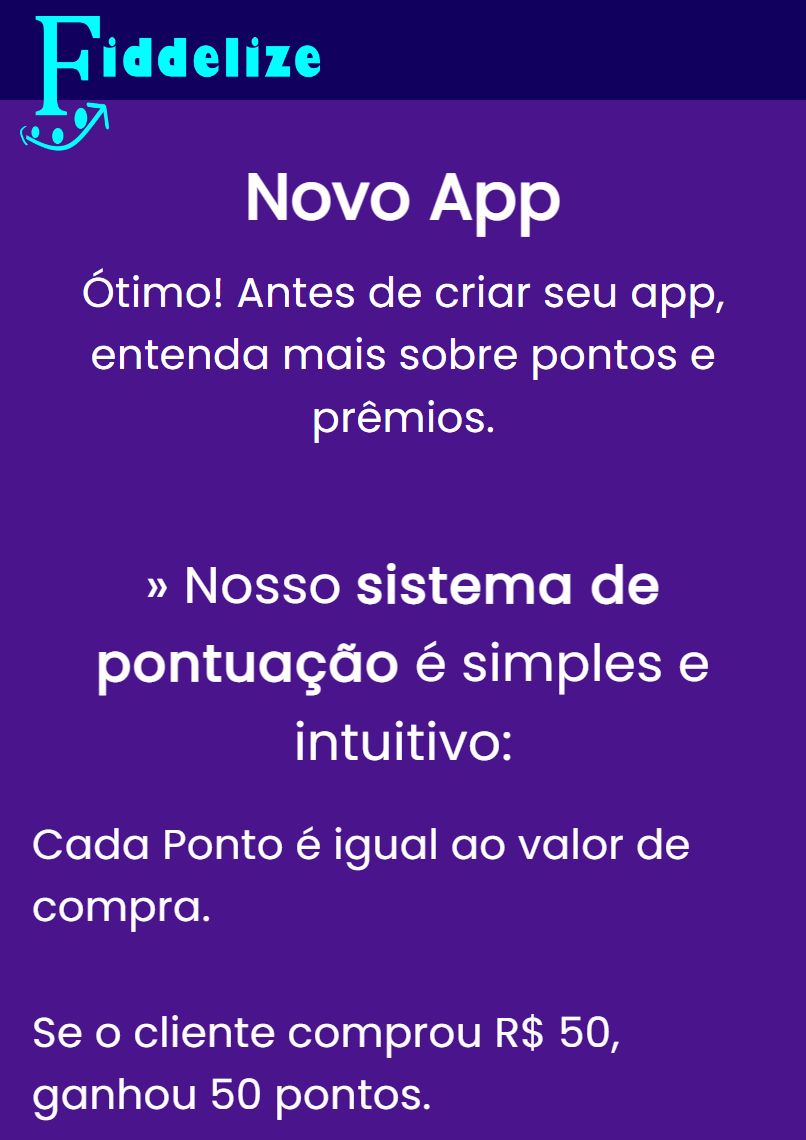 Fiddelize
Novo App
Ótimo! Antes de criar seu app,
entenda mais sobre pontos e
prêmios.
» Nosso sistema de
pontuação é simples e
intuitivo:
Cada Ponto é igual ao valor de
compra.
Se o cliente comprou R$ 50,
ganhou 50 pontos.